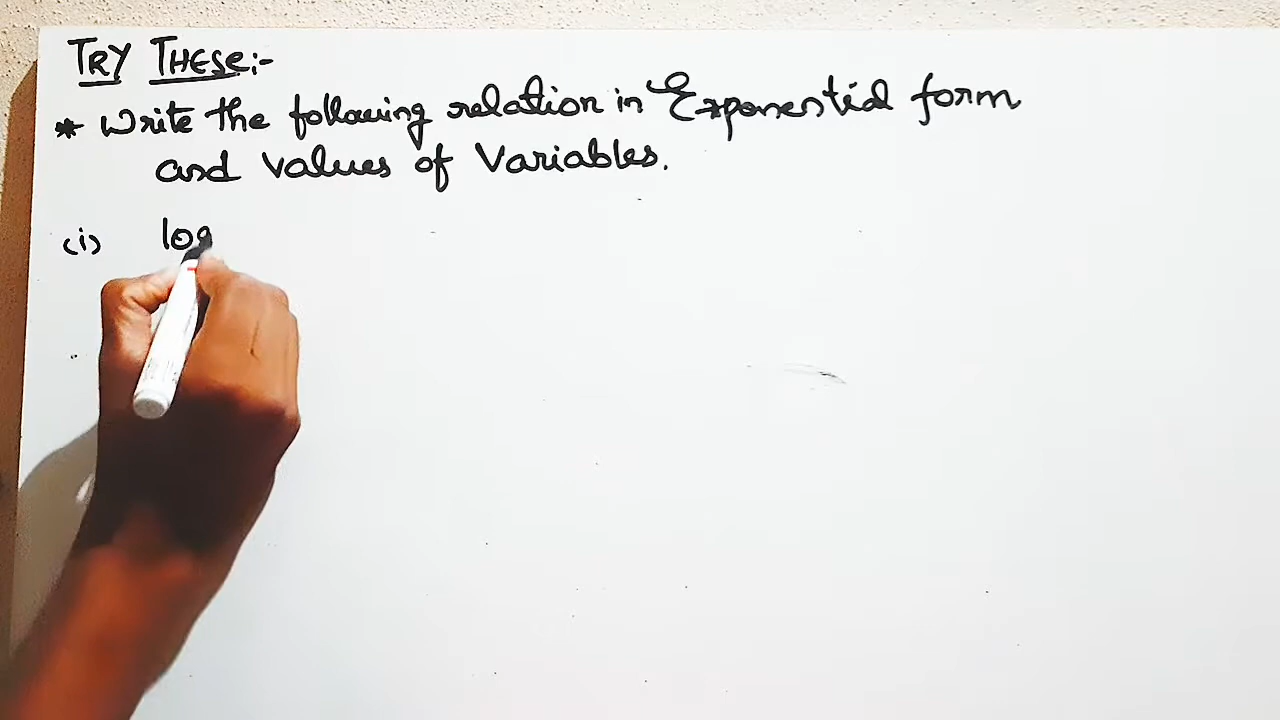 TRY THESE:-
* Write the following relation in Exponential form
and values of Variables.
(i) log